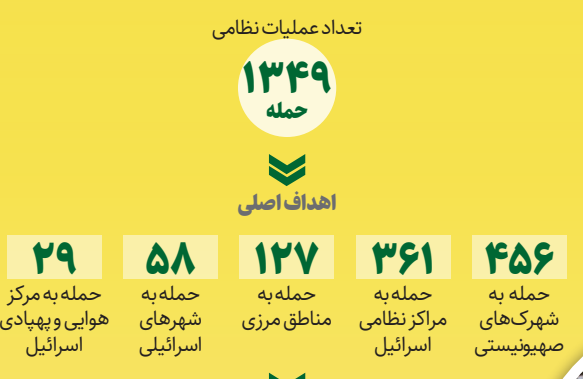 تعداد عملیات نظامی
۱۳۴۹
حمله
اهداف اصلی
۴۵۶
حمله به
شهرک‌های
صهیونیستی
۳۶۱
حمله به
مراکز نظامی
اسرائیل
۱۲۷
حمله به
مناطق مرزی
۵۸
حمله به
شهرهای
اسرائیلی
۲۹
حمله به مرکز
هوایی و پهپادی
اسرائیل